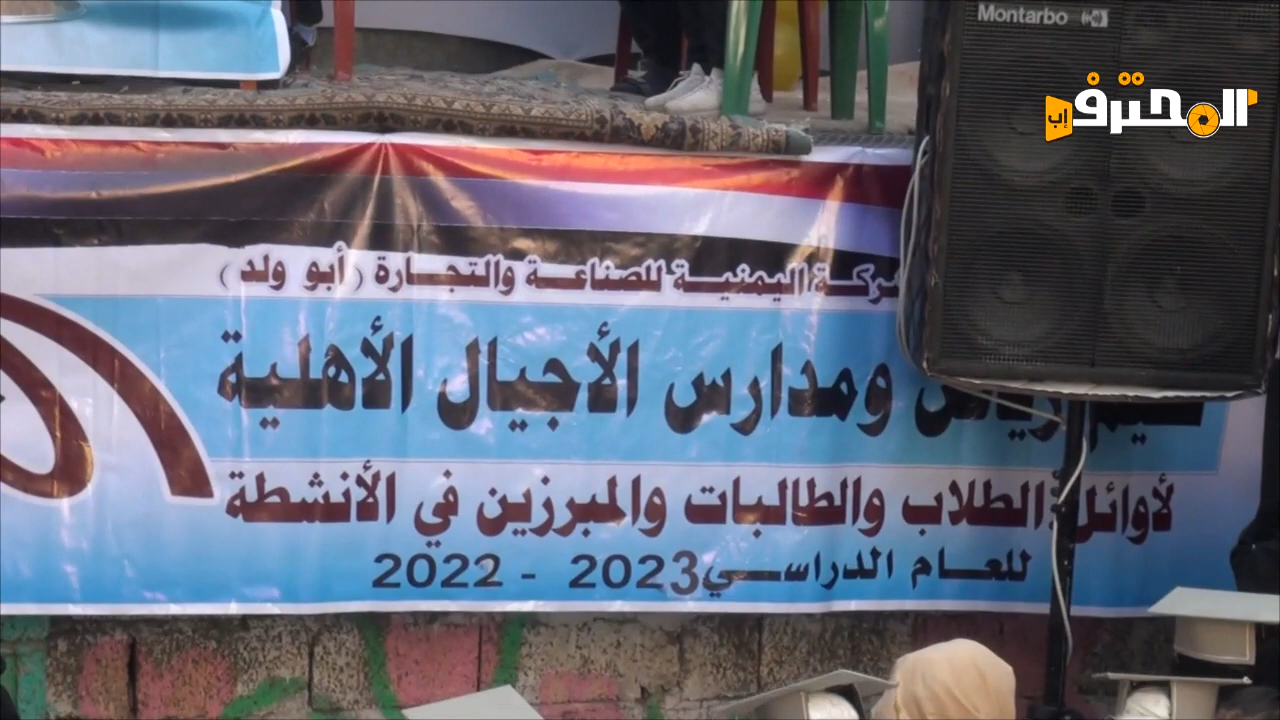 Montarbo
المحترف
إب
اليمنية للصناعة والتجارة (أبو ولد)
ومدارس الأجيال الأهلية
لأوائل الطلاب والطالبات والمبرزين في الأنشطة
للعام الدراسي 2023 - 2022